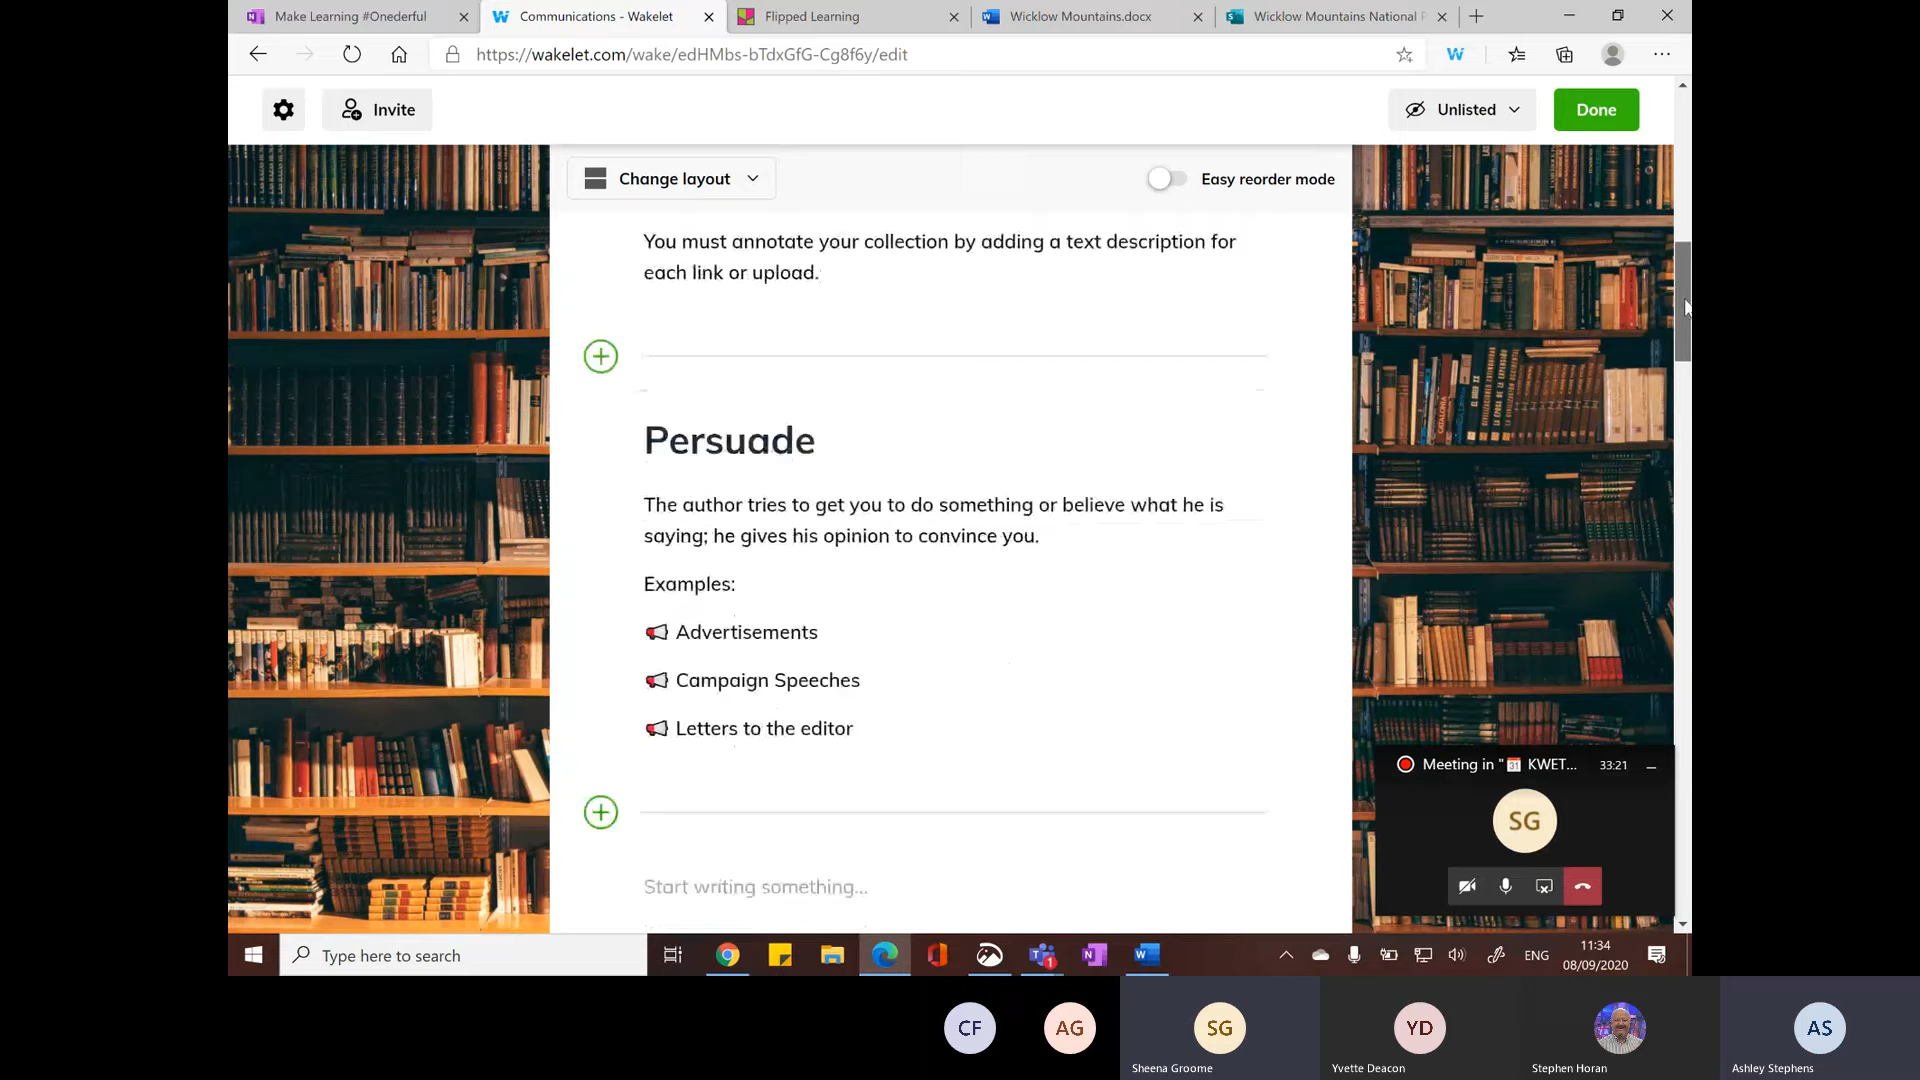 Make Learning #Onederful
Communications - Wakelet
Flipped Learning
Wicklow Mountains.docx
Wicklow Mountains National
https://wakelet.com/wake/edHMbs-bTdxGfG-Cg8f6y/edit
W
Invite
Unlisted
Done
Change layout
Easy reorder mode
You must annotate your collection by adding a text description for
each link or upload.
Persuade
The author tries to get you to do something or believe what he is
saying; he gives his opinion to convince you.
Examples:
Advertisements
Campaign Speeches
Letters to the editor
Start writing something...
Meeting in "31 KWET...
33:21
SG
Type here to search
1
ENG
11:34
08/09/2020
CF
AG
SG
YD
AS
Sheena Groome
Yvette Deacon
Stephen Horan
Ashley Stephens